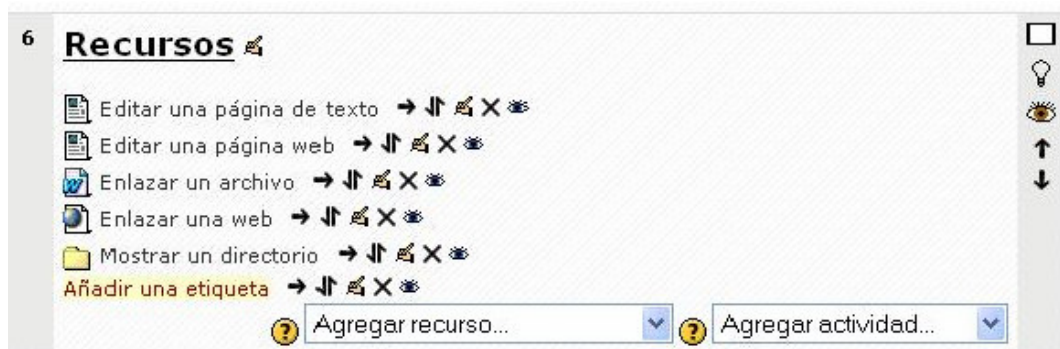 6 Recursos
Editar una página de texto
Editar una página web
Enlazar un archivo
Enlazar una web
Mostrar un directorio
Añadir una etiqueta
Agregar recurso... Agregar actividad...